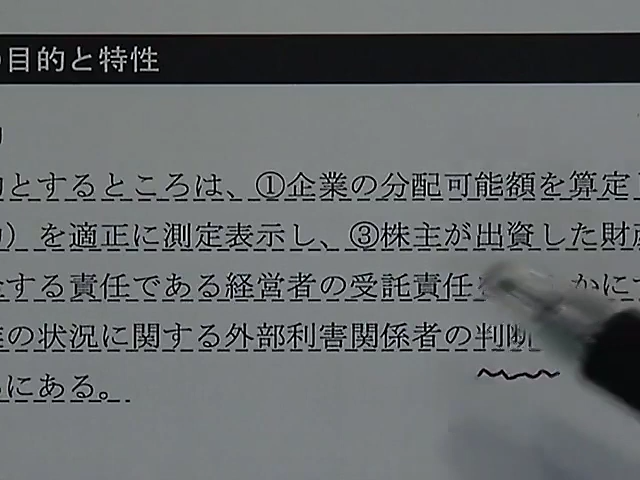 目的と特性
とするところは、①企業の分配可能額を算定
）を適正に測定表示し、③株主が出資した財
する責任である経営者の受託責任 かに
の状況に関する外部利害関係者の判断
にある。